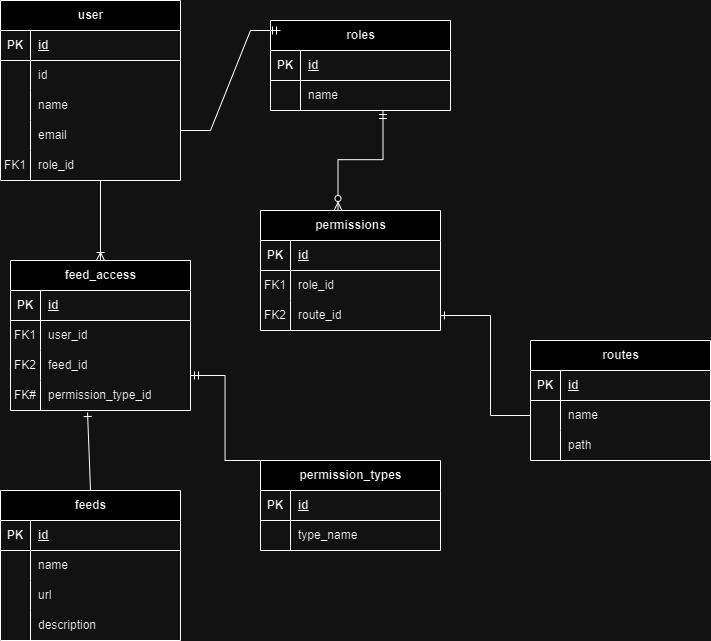 user
PK id
id
name
email
FK1 role_id
roles
PK id
name
permissions
PK id
FK1 role_id
FK2 route_id
feed_access
PK id
FK1 user_id
FK2 feed_id
FK# permission_type_id
routes
PK id
name
path
permission_types
PK id
type_name
feeds
PK id
name
url
description